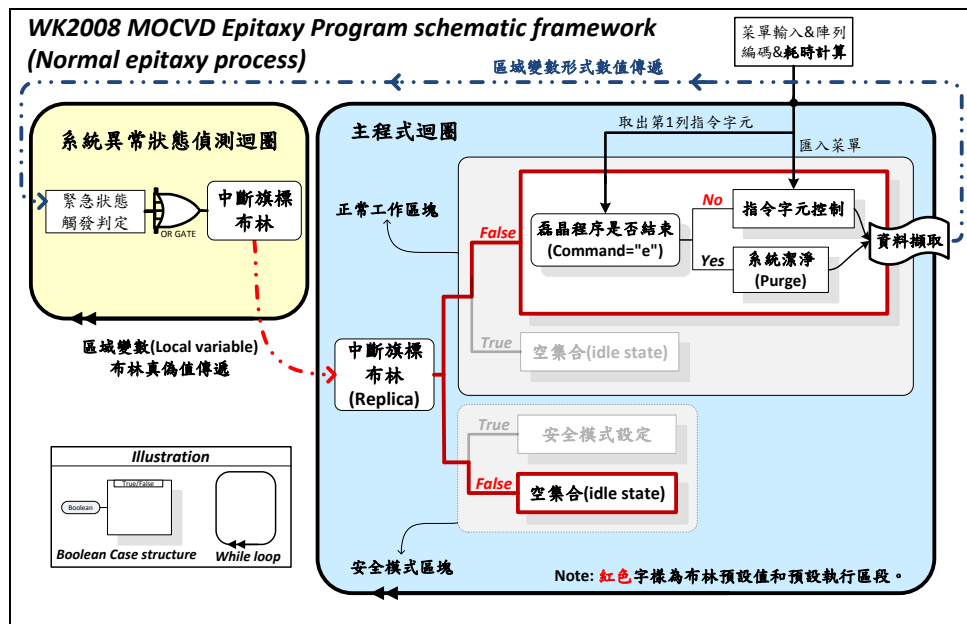 WK2008 MOCVD Epitaxy Program schematic framework
(Normal epitaxy process)
菜單輸入&陣列
編碼&耗時計算
區域變數形式數值傳遞
系統異常狀態偵測迴圈
緊急狀態
觸發判定
OR GATE
中斷旗標
布林
區域變數(Local variable)
布林真偽值傳遞
主程式迴圈
取出第1列指令字元
匯入菜單
正常工作區塊
False
磊晶程序是否結束
(Command="e")
No
指令字元控制
Yes
系統潔淨
(Purge)
資料擷取
True
空集合(idle state)
中斷旗標
布林
(Replica)
True
安全模式設定
False
空集合(idle state)
安全模式區塊
Note: 紅色字樣為布林預設值和預設執行區段。
Illustration
True/False
Boolean
Boolean Case structure
While loop